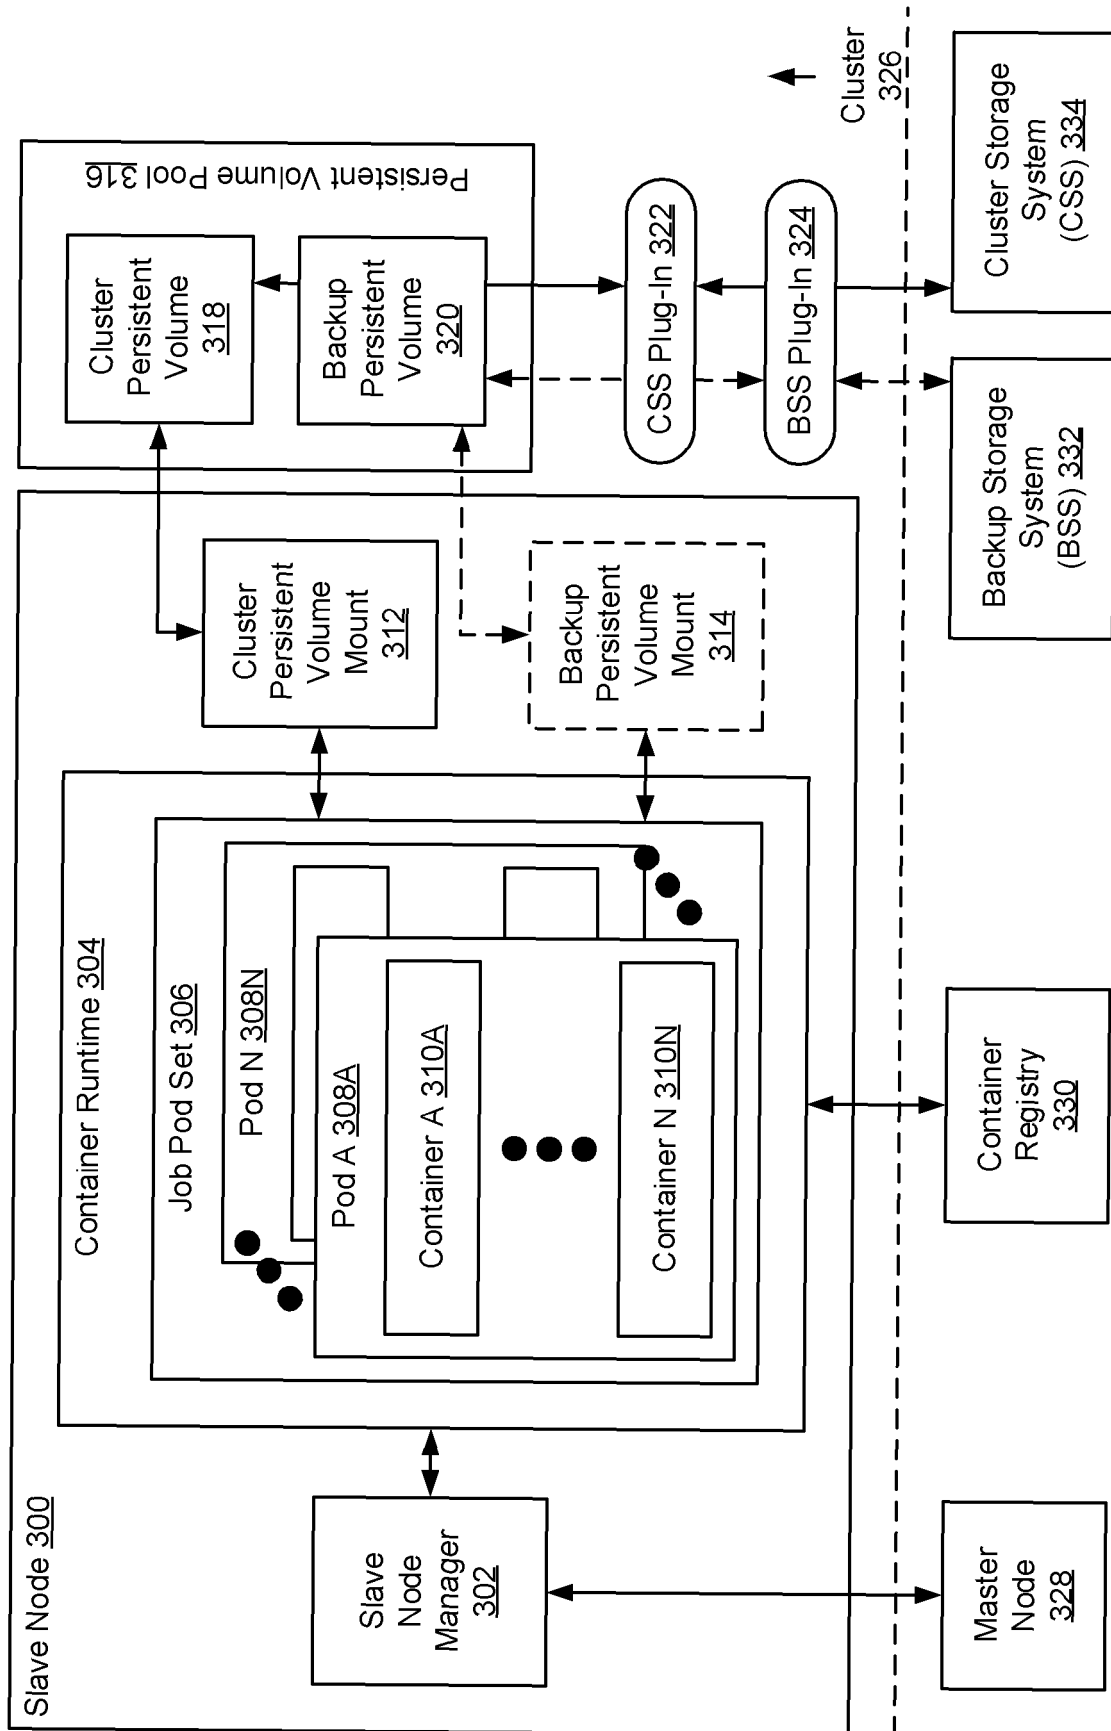 Slave Node 300
Slave
Node
Manager
302
Container Runtime 304
Job Pod Set 306
Pod N 308N
Pod A 308A
Container A 310A
Container N 310N
Cluster
Persistent
Volume
Mount
312
Backup
Persistent
Volume
Mount
314
Persistent Volume Pool 316
Cluster
Persistent
Volume
318
Backup
Persistent
Volume
320
CSS Plug-In 322
BSS Plug-In 324
Cluster
326
Master
Node
328
Container
Registry
330
Backup Storage
System
(BSS) 332
Cluster Storage
System
(CSS) 334